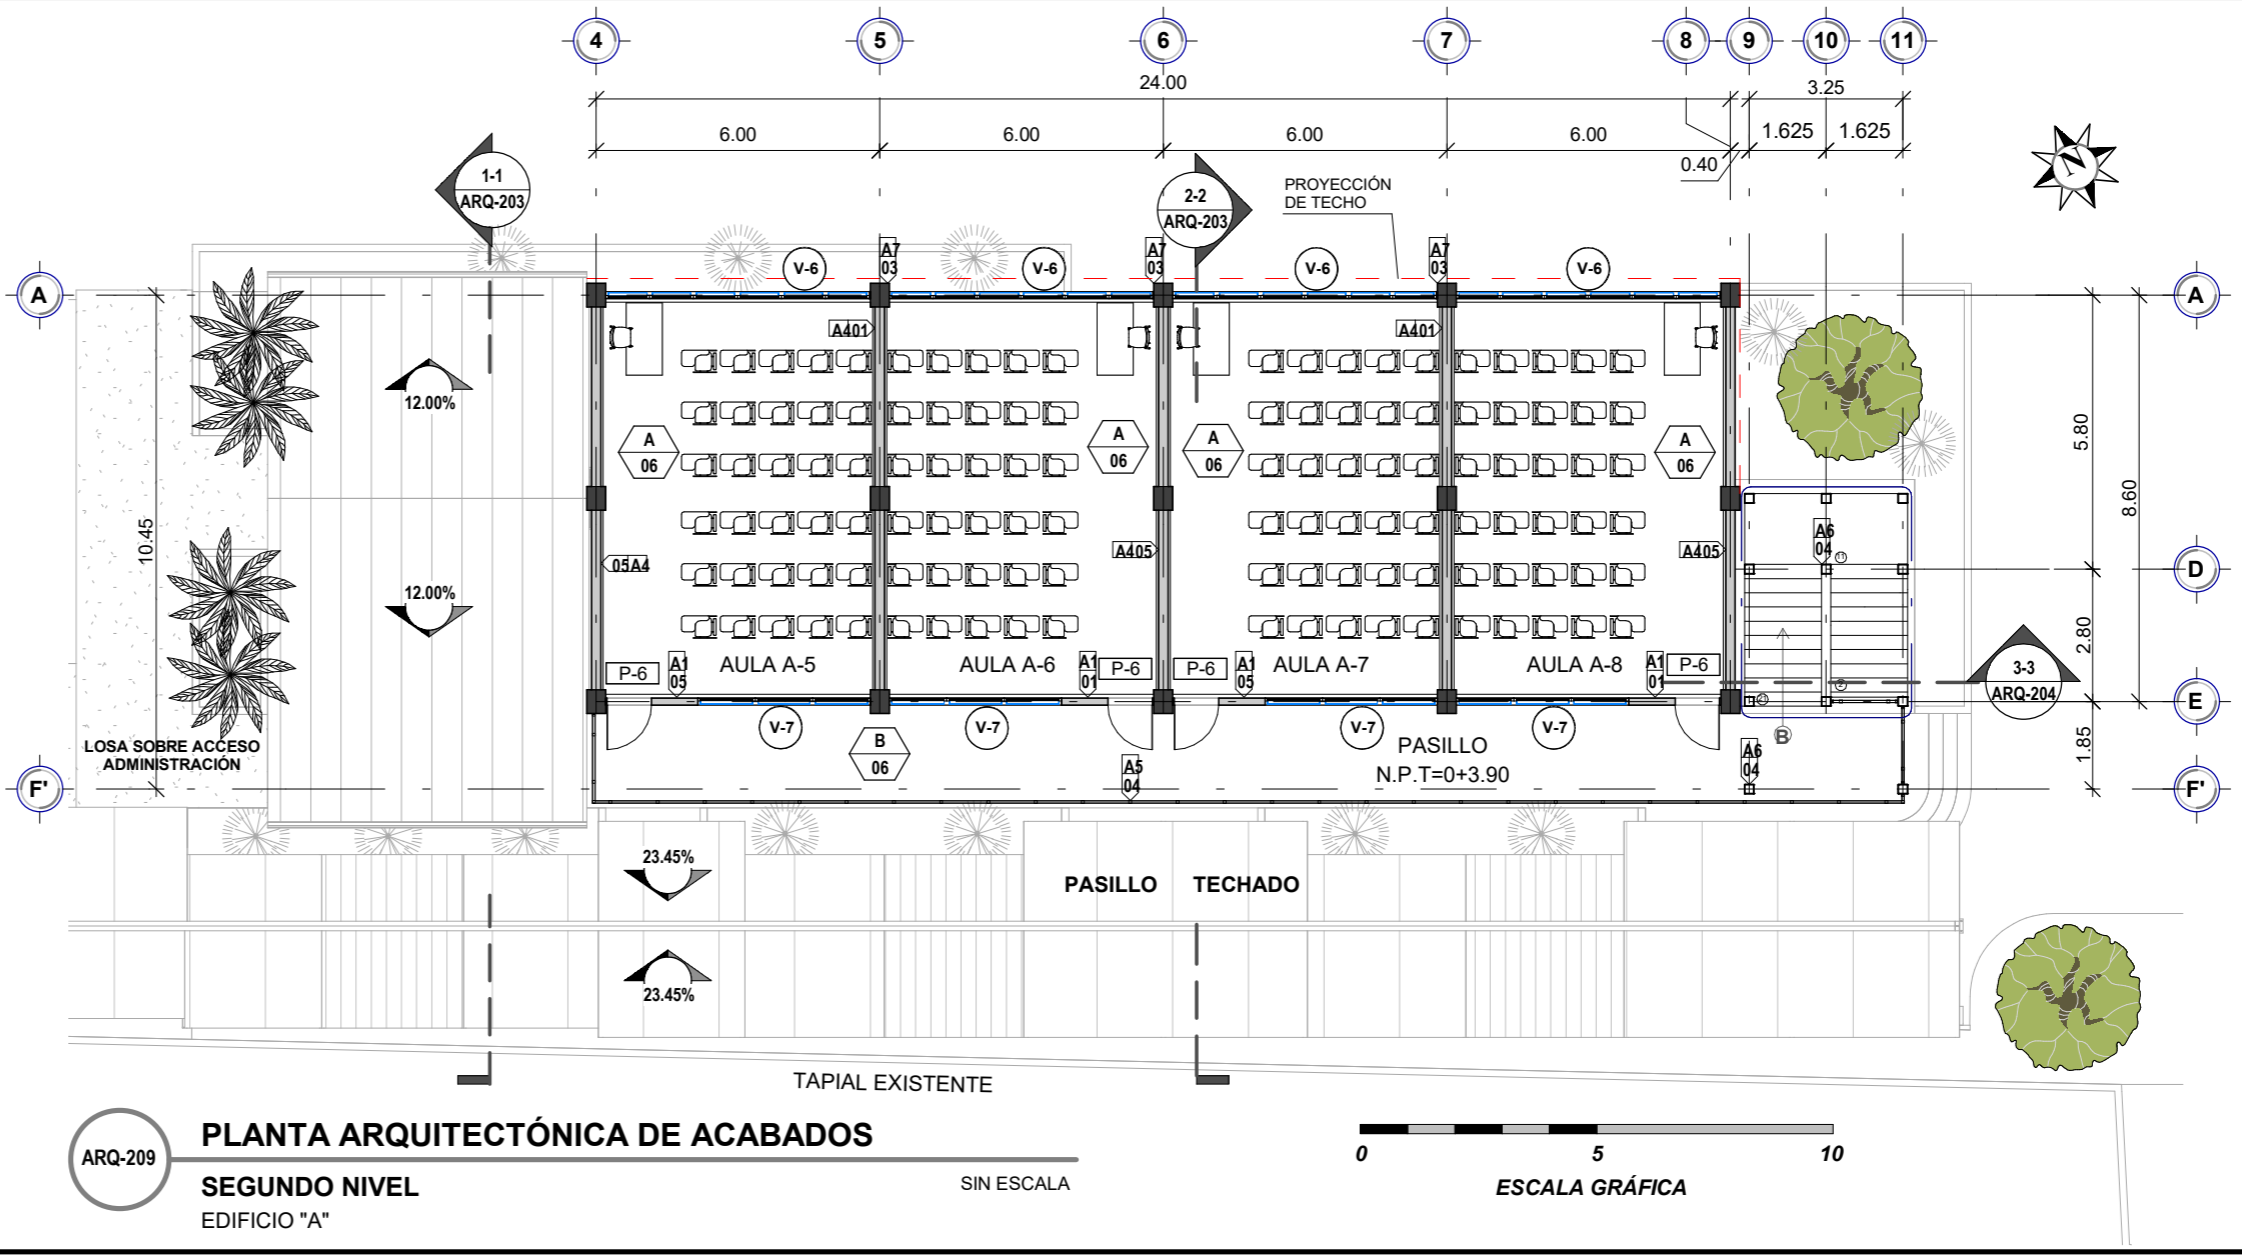 4 5 6 7 8 9 10 11
24.00
3.25
6.00 6.00 6.00 6.00 1.625 1.625
0.40
1-1
ARQ-203
2-2
ARQ-203
PROYECCIÓN
DE TECHO
N
A7
03
A7
03
A7
03
V-6 V-6 V-6 V-6
A A
A401 A401
12.00%
A
06
A
06
A
06
A
06
5.80
8.60
10.45
A6
04
11
A405 A405
05A4
D
12.00%
2.80
AULA A-5 AULA A-6 AULA A-7 AULA A-8
P-6 P-6 P-6 P-6
A1
05
A1
01
A1
05
A1
01
2
3-3
ARQ-204
E
V-7 V-7 V-7 V-7
B
06
B
PASILLO
N.P.T=0+3.90
1.85
LOSA SOBRE ACCESO
ADMINISTRACIÓN
A5
04
A6
04
F' F'
23.45%
PASILLO TECHADO
23.45%
TAPIAL EXISTENTE
ARQ-209
PLANTA ARQUITECTÓNICA DE ACABADOS
SEGUNDO NIVEL
SIN ESCALA
EDIFICIO "A"
0 5 10
ESCALA GRÁFICA